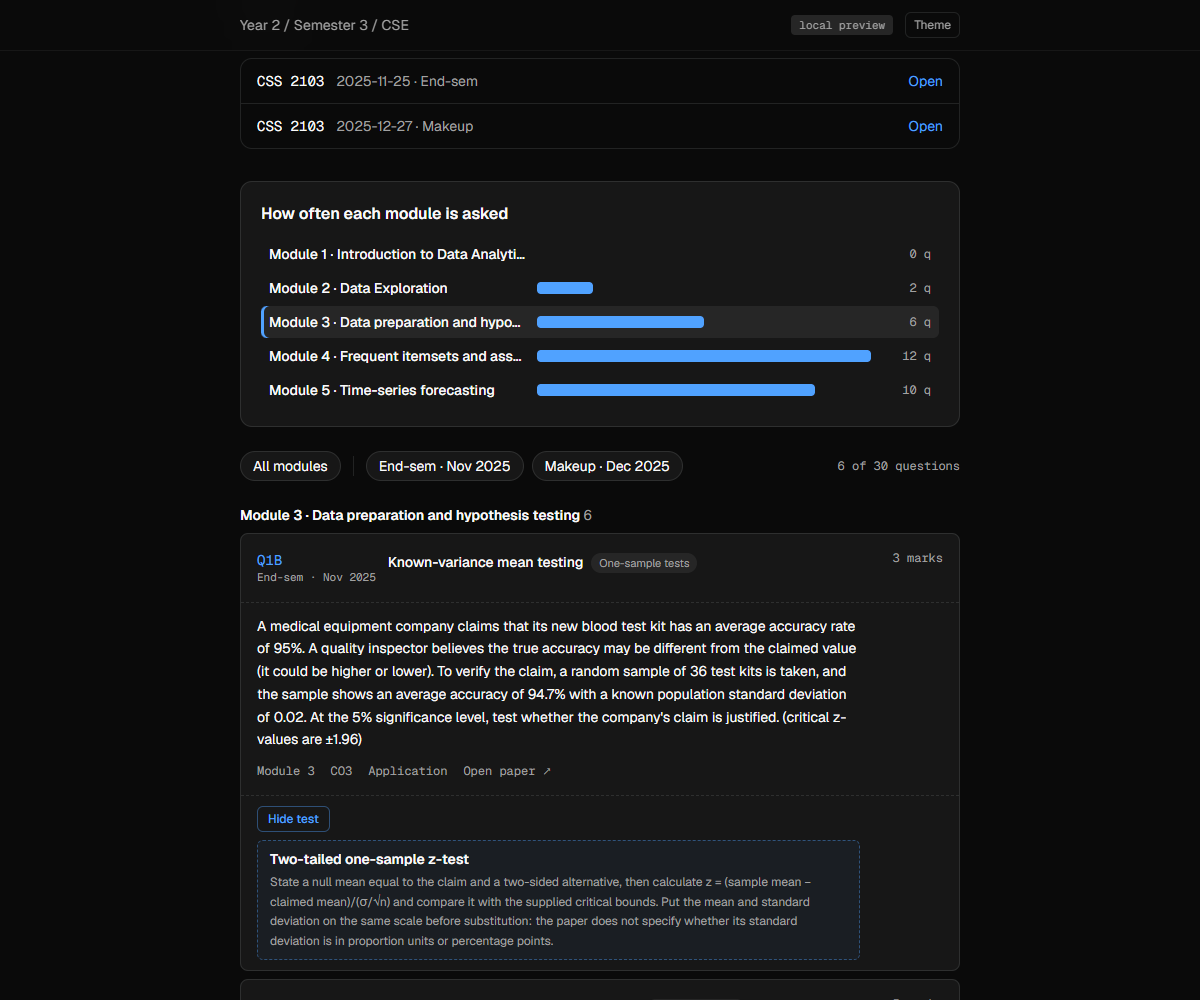 Year 2 / Semester 3 / CSE
local preview
Theme
CSS 2103 2025-11-25 · End-sem
Open
CSS 2103 2025-12-27 · Makeup
Open
How often each module is asked
Module 1 · Introduction to Data Analyti...
0 q
Module 2 · Data Exploration
2 q
Module 3 · Data preparation and hypo...
6 q
Module 4 · Frequent itemsets and ass...
12 q
Module 5 · Time-series forecasting
10 q
All modules
End-sem · Nov 2025
Makeup · Dec 2025
6 of 30 questions
Module 3 · Data preparation and hypothesis testing 6
Q1B
End-sem · Nov 2025
Known-variance mean testing
One-sample tests
3 marks
A medical equipment company claims that its new blood test kit has an average accuracy rate
of 95%. A quality inspector believes the true accuracy may be different from the claimed value
(it could be higher or lower). To verify the claim, a random sample of 36 test kits is taken, and
the sample shows an average accuracy of 94.7% with a known population standard deviation
of 0.02. At the 5% significance level, test whether the company's claim is justified. (critical z-
values are ±1.96)
Module 3 CO3 Application Open paper ↗
Hide test
Two-tailed one-sample z-test
State a null mean equal to the claim and a two-sided alternative, then calculate z = (sample mean −
claimed mean)/(σ/√n) and compare it with the supplied critical bounds. Put the mean and standard
deviation on the same scale before substitution: the paper does not specify whether its standard
deviation is in proportion units or percentage points.